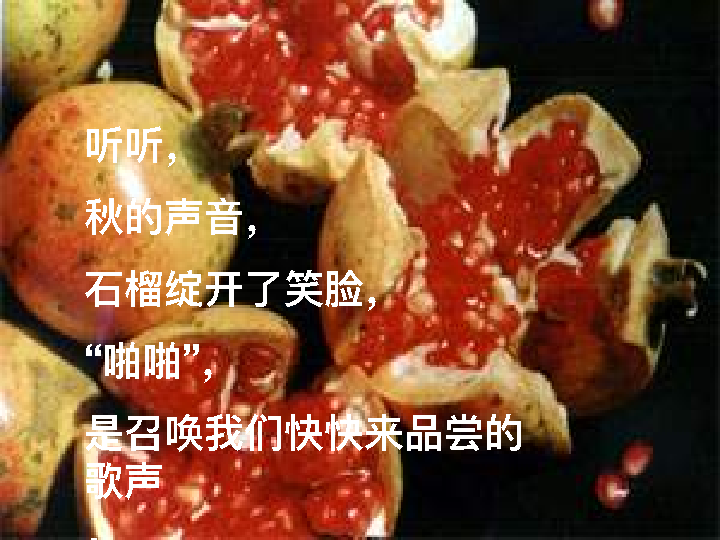 听听，
秋的声音，
石榴绽开了笑脸，
“啪啪”，
是召唤我们快快来品尝的
歌声